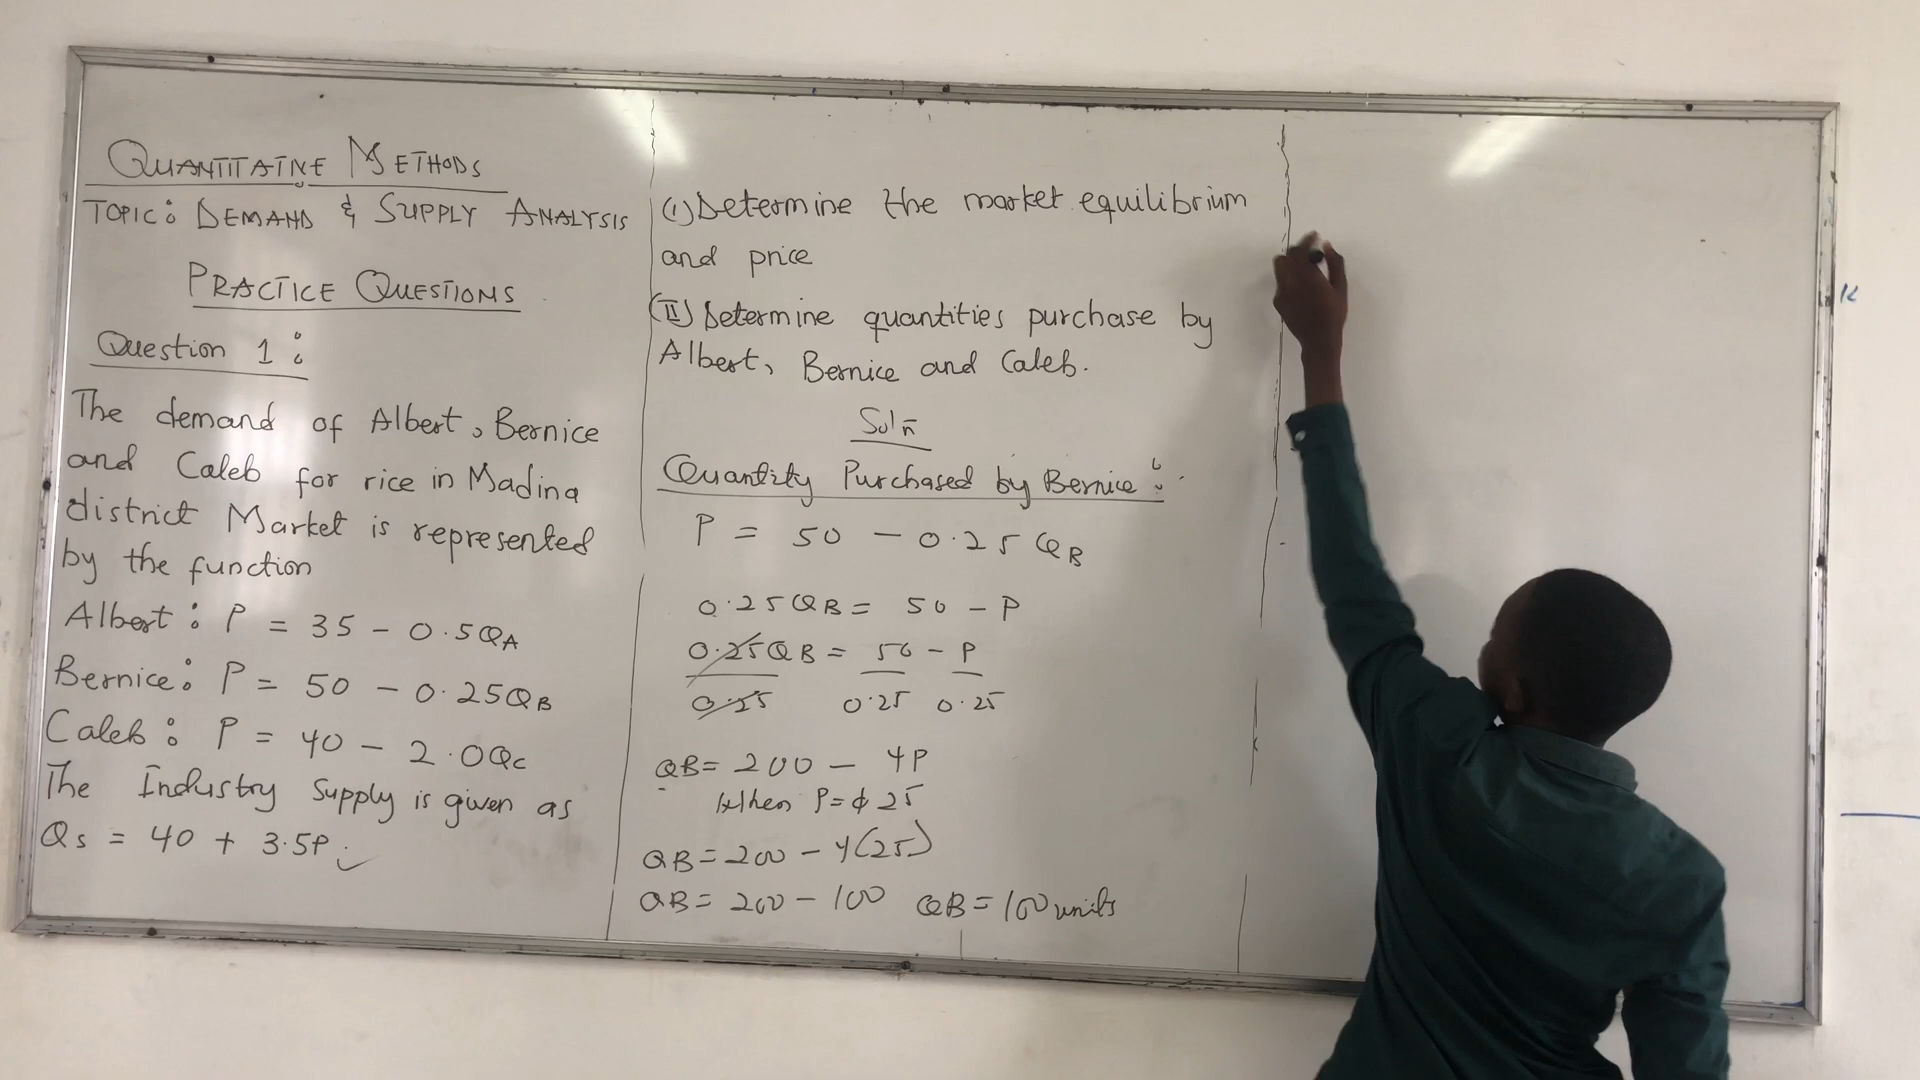 QUANTITATIVE METHODS
TOPIC: DEMAND & SUPPLY ANALYSIS
PRACTICE QUESTIONS
Question 1:
The demand of Albert, Bernice
and Caleb for rice in Madina
district Market is represented
by the function
Albert: P = 35 - 0.5QA
Bernice: P = 50 - 0.25QB
Caleb: P = 40 - 2.0Qc
The Industry Supply is given as
Qs = 40 + 3.5P.
(I) Determine the market equilibrium
and price
(II) Determine quantities purchase by
Albert, Bernice and Caleb.
Soln
Quantity Purchased by Bernice:
P = 50 - 0.25QB
0.25QB = 50 - P
0.25QB = 50 - P
0.25 0.25 0.25
QB = 200 - 4P
When P = ¢25
QB = 200 - 4(25)
QB = 200 - 100 QB = 100 units